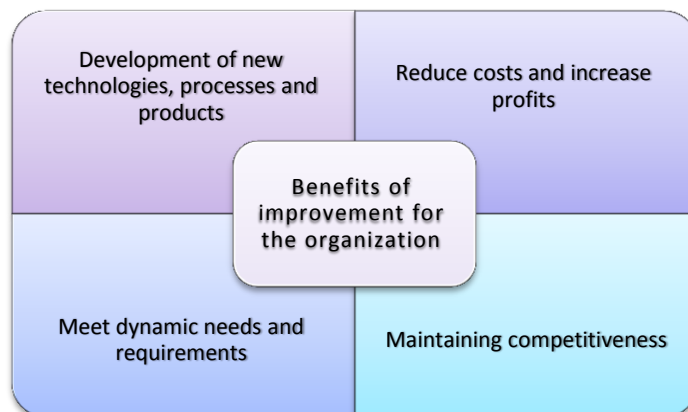 Development of new
technologies, processes and
products
Reduce costs and increase
profits
Benefits of
improvement for
the organization
Meet dynamic needs and
requirements
Maintaining competitiveness